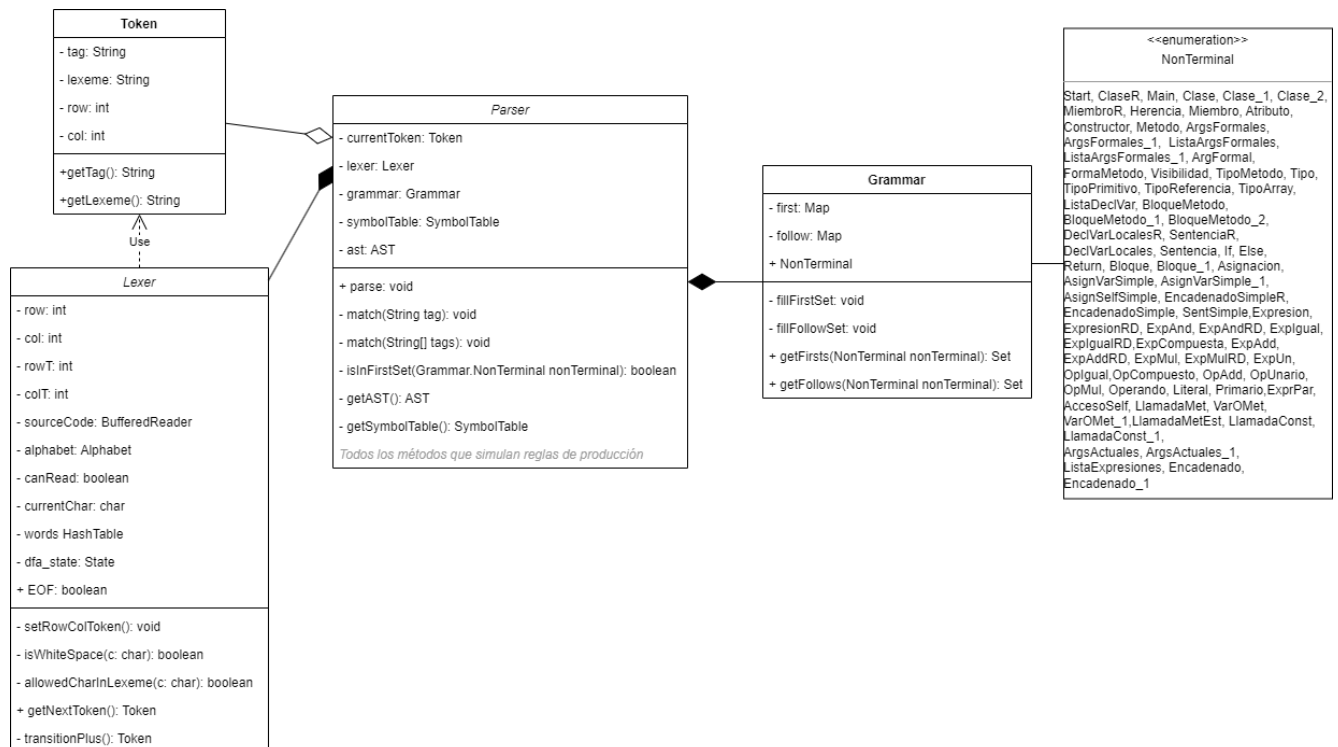 Token
- tag: String
- lexeme: String
- row: int
- col: int
+getTag(): String
+getLexeme(): String
Use
Lexer
- row: int
- col: int
- rowT: int
- colT: int
- sourceCode: BufferedReader
- alphabet: Alphabet
- canRead: boolean
- currentChar: char
- words HashTable
- dfa_state: State
+ EOF: boolean
- setRowColToken(): void
- isWhiteSpace(c: char): boolean
- allowedCharInLexeme(c: char): boolean
+ getNextToken(): Token
- transitionPlus(): Token
Parser
- currentToken: Token
- lexer: Lexer
- grammar: Grammar
- symbolTable: SymbolTable
- ast: AST
+ parse: void
- match(String tag): void
- match(String[] tags): void
- isInFirstSet(Grammar.NonTerminal nonTerminal): boolean
- getAST(): AST
- getSymbolTable(): SymbolTable
Todos los métodos que simulan reglas de producción
Grammar
- first: Map
- follow: Map
+ NonTerminal
- fillFirstSet: void
- fillFollowSet: void
+ getFirsts(NonTerminal nonTerminal): Set
+ getFollows(NonTerminal nonTerminal): Set
<<enumeration>>
NonTerminal
Start, ClaseR, Main, Clase, Clase_1, Clase_2,
MiembroR, Herencia, Miembro, Atributo,
Constructor, Metodo, ArgsFormales,
ArgsFormales_1, ListaArgsFormales,
ListaArgsFormales_1, ArgFormal,
FormaMetodo, Visibilidad, TipoMetodo, Tipo,
TipoPrimitivo, TipoReferencia, TipoArray,
ListaDeclVar, BloqueMetodo,
BloqueMetodo_1, BloqueMetodo_2,
DeclVarLocalesR, SentenciaR,
DeclVarLocales, Sentencia, If, Else,
Return, Bloque, Bloque_1, Asignacion,
AsignVarSimple, AsignVarSimple_1,
AsignSelfSimple, EncadenadoSimpleR,
EncadenadoSimple, SentSimple,Expresion,
ExpresionRD, ExpAnd, ExpAndRD, ExpIgual,
ExpIgualRD,ExpCompuesta, ExpAdd,
ExpAddRD, ExpMul, ExpMulRD, ExpUn,
OpIgual,OpCompuesto, OpAdd, OpUnario,
OpMul, Operando, Literal, Primario,ExprPar,
AccesoSelf, LlamadaMet, VarOMet,
VarOMet_1,LlamadaMetEst, LlamadaConst,
LlamadaConst_1,
ArgsActuales, ArgsActuales_1,
ListaExpresiones, Encadenado,
Encadenado_1